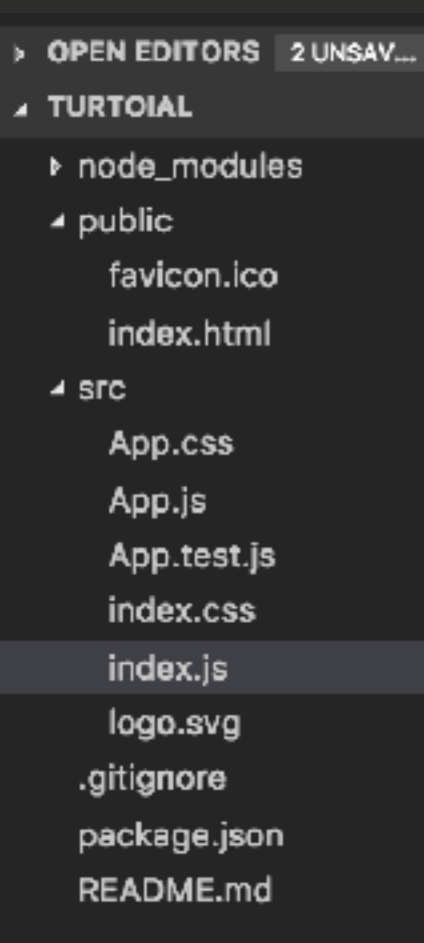 OPEN EDITORS 2 UNSAV...
TURTOIAL
node_modules
public
favicon.ico
index.html
src
App.css
App.js
App.test.js
index.css
index.js
logo.svg
.gitignore
package.json
README.md